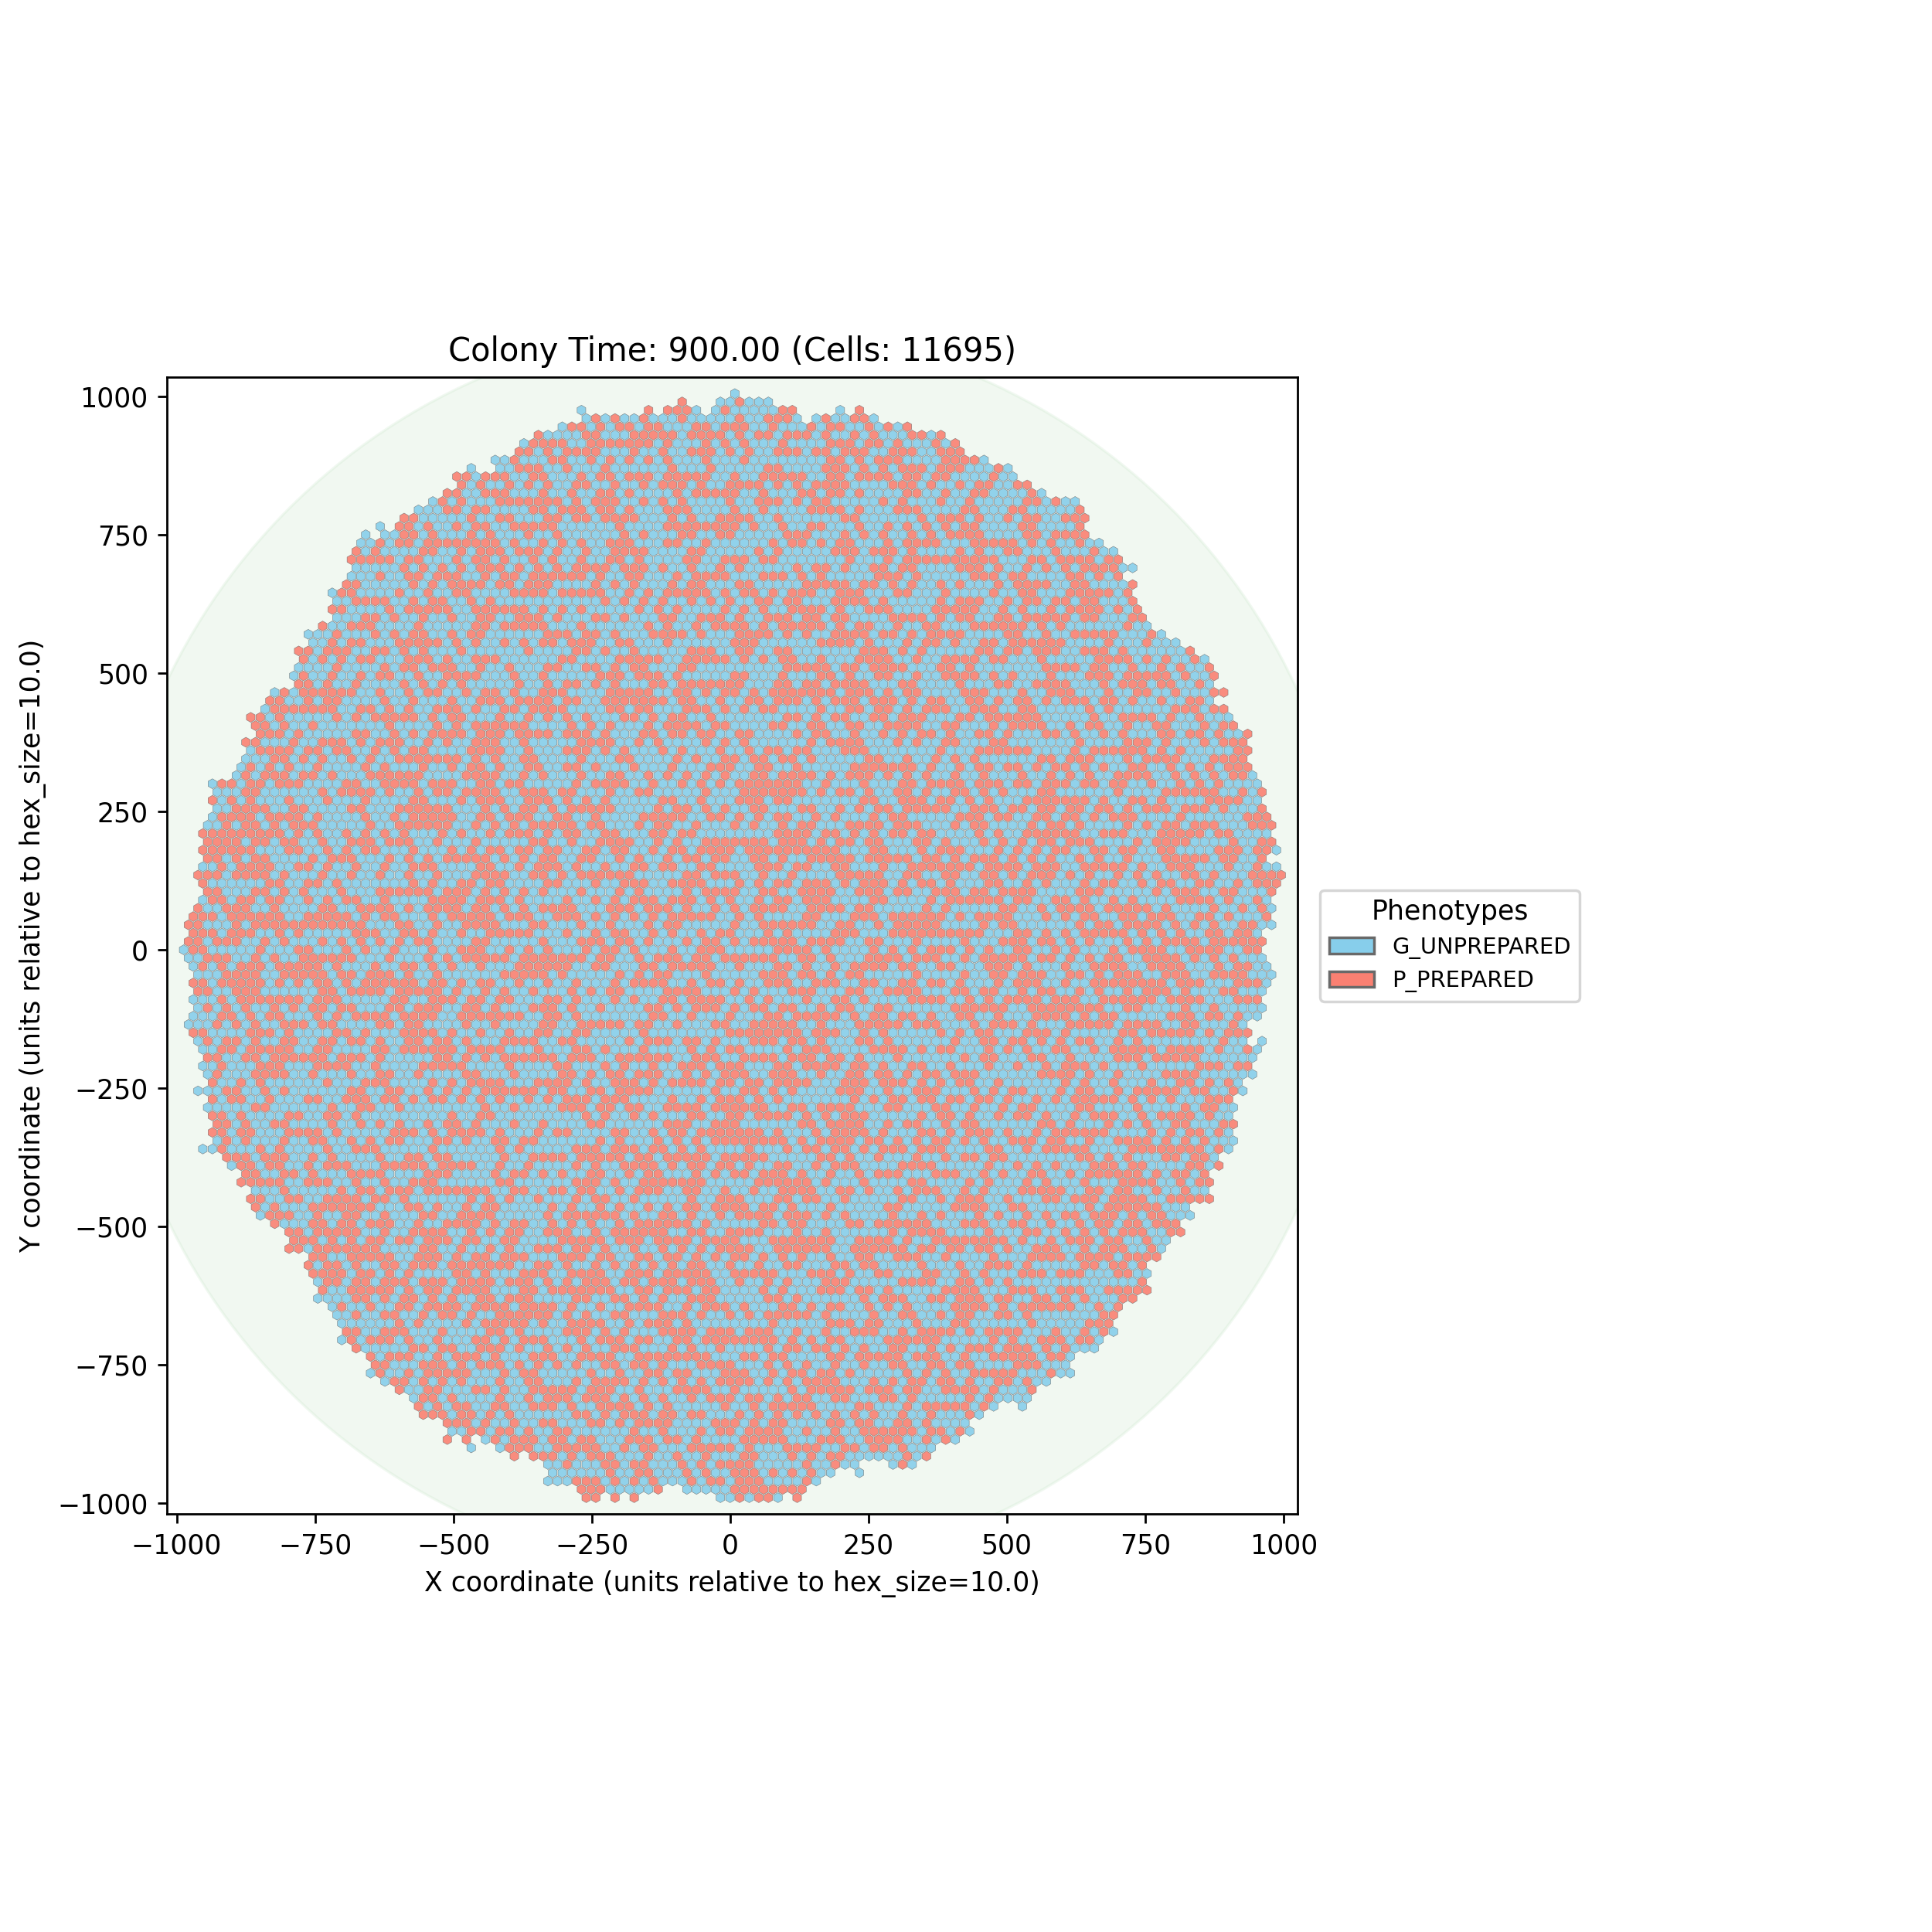 Colony Time: 900.00 (Cells: 11695)
1000
750
500
250
0
−250
−500
−750
−1000
Y coordinate (units relative to hex_size=10.0)
−1000 −750 −500 −250 0 250 500 750 1000
X coordinate (units relative to hex_size=10.0)
Phenotypes
G_UNPREPARED
P_PREPARED